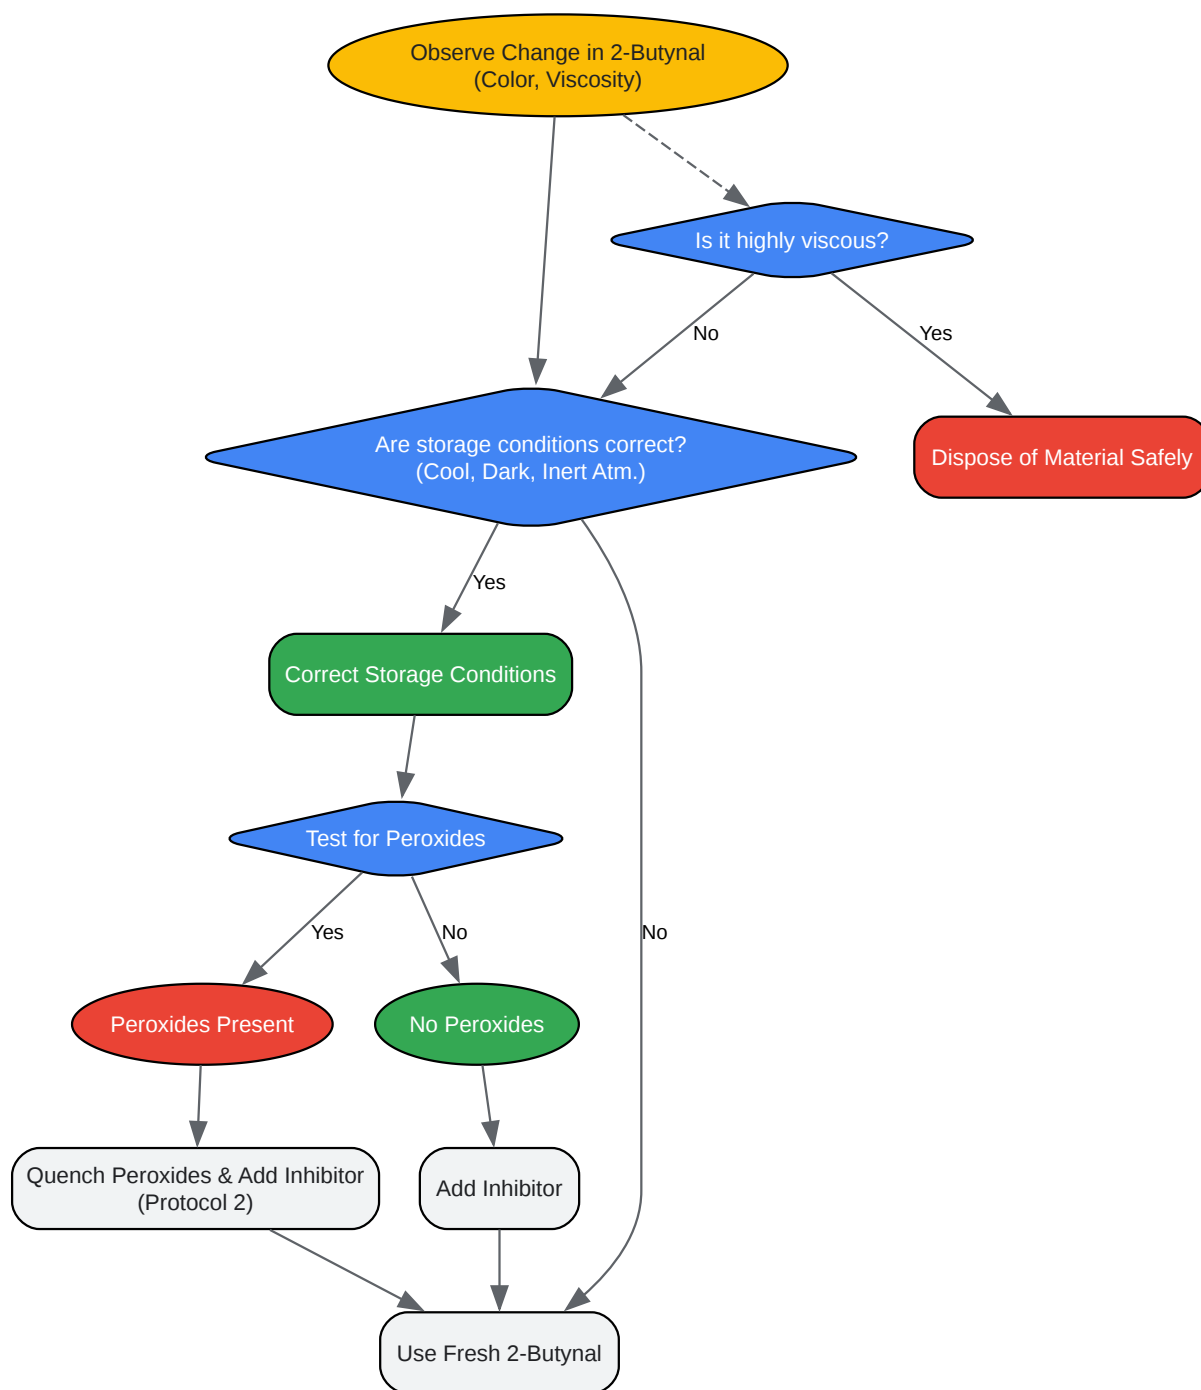 Observe Change in 2-Butynal
(Color, Viscosity)
Is it highly viscous?
No
Yes
Are storage conditions correct?
(Cool, Dark, Inert Atm.)
Dispose of Material Safely
Yes
Correct Storage Conditions
Test for Peroxides
Yes
No
No
Peroxides Present
No Peroxides
Quench Peroxides & Add Inhibitor
(Protocol 2)
Add Inhibitor
Use Fresh 2-Butynal